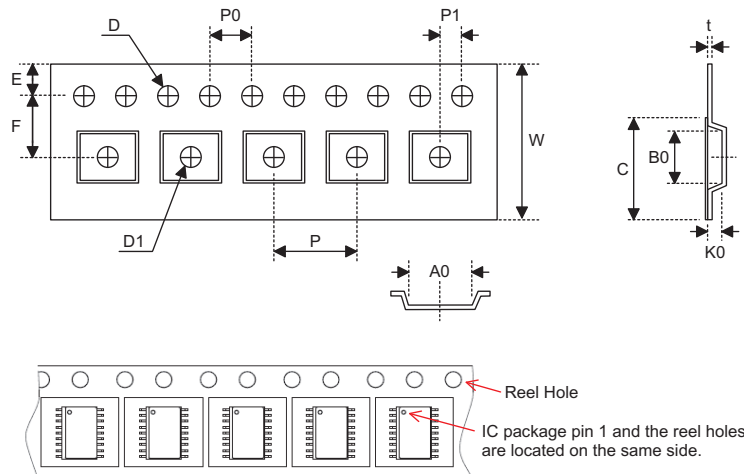 D
P0
P1
t
E
F
W
C
B0
D1
P
K0
A0
Reel Hole
IC package pin 1 and the reel holes
are located on the same side.